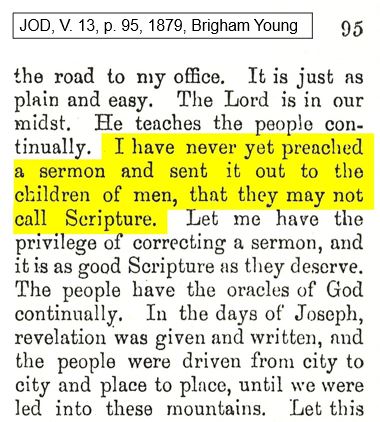 JOD, V. 13, p. 95, 1879, Brigham Young
95
the road to my office. It is just as
plain and easy. The Lord is in our
midst. He teaches the people con-
tinually. I have never yet preached
a sermon and sent it out to the
children of men, that they may not
call Scripture. Let me have the
privilege of correcting a sermon, and
it is as good Scripture as they deserve.
The people have the oracles of God
continually. In the days of Joseph,
revelation was given and written, and
the people were driven from city to
city and place to place, until we were
led into these mountains. Let this